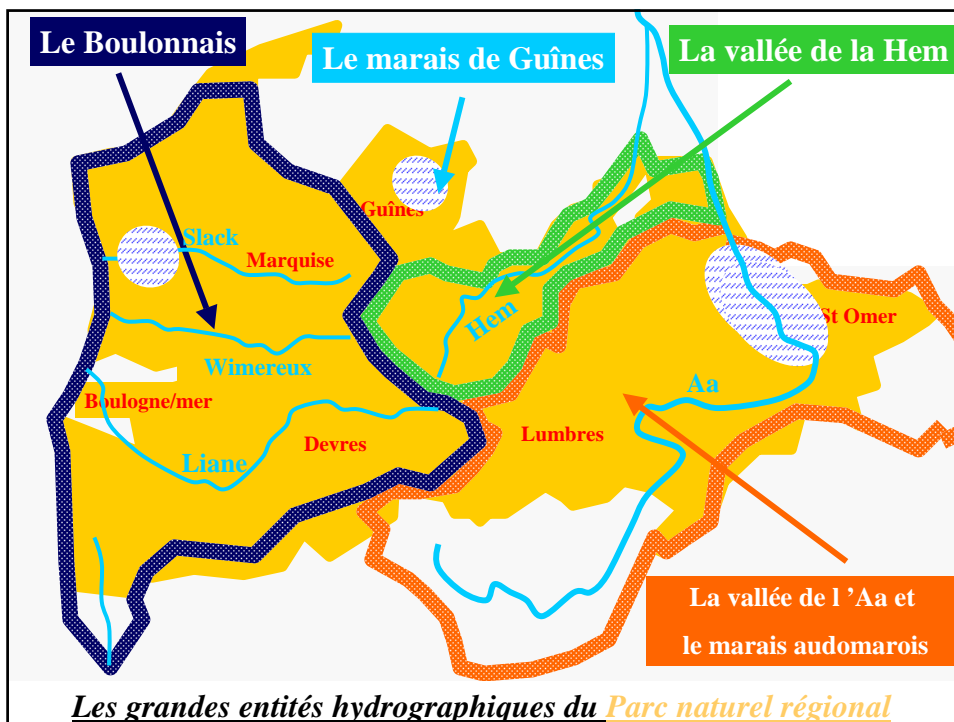 Le Boulonnais
Le marais de Guînes
La vallée de la Hem
Guînes
Slack
Marquise
Hem
St Omer
Wimereux
Aa
Boulogne/mer
Devres
Lumbres
Liane
La vallée de l ’Aa et
le marais audomarois
Les grandes entités hydrographiques du Parc naturel régional